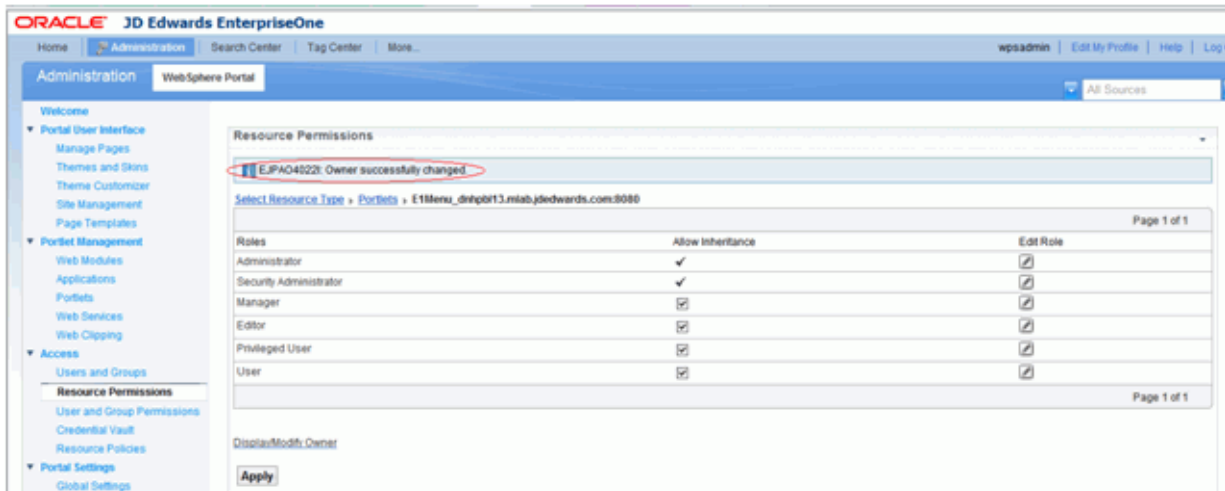 ORACLE JD Edwards EnterpriseOne
Home Administration Search Center Tag Center More... wpsadmin Edit My Profile Help Log
Administration WebSphere Portal
All Sources
Welcome
Portal User Interface
Manage Pages
Themes and Skins
Theme Customizer
Site Management
Page Templates
Portlet Management
Web Modules
Applications
Portlets
Web Services
Web Clipping
Access
Users and Groups
Resource Permissions
User and Group Permissions
Credential Vault
Resource Policies
Portal Settings
Global Settings
Resource Permissions
EJPAO4022I: Owner successfully changed.
Select Resource Type Portlets E1Menu_dnhpbl13.mlab.jdedwards.com:8080
Page 1 of 1
Roles Allow Inheritance Edit Role
Administrator
Security Administrator
Manager
Editor
Privileged User
User
Page 1 of 1
Display/Modify Owner
Apply